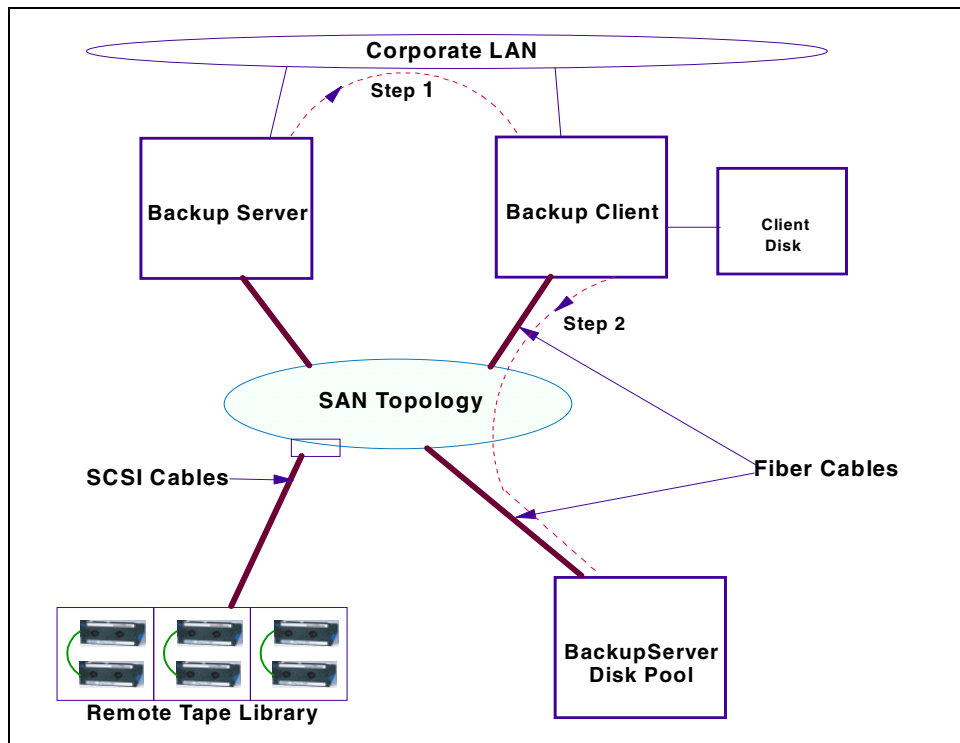 Corporate LAN
Step 1
Backup Server
Backup Client
Client
Disk
Step 2
SAN Topology
SCSI Cables
Fiber Cables
BackupServer
Disk Pool
Remote Tape Library